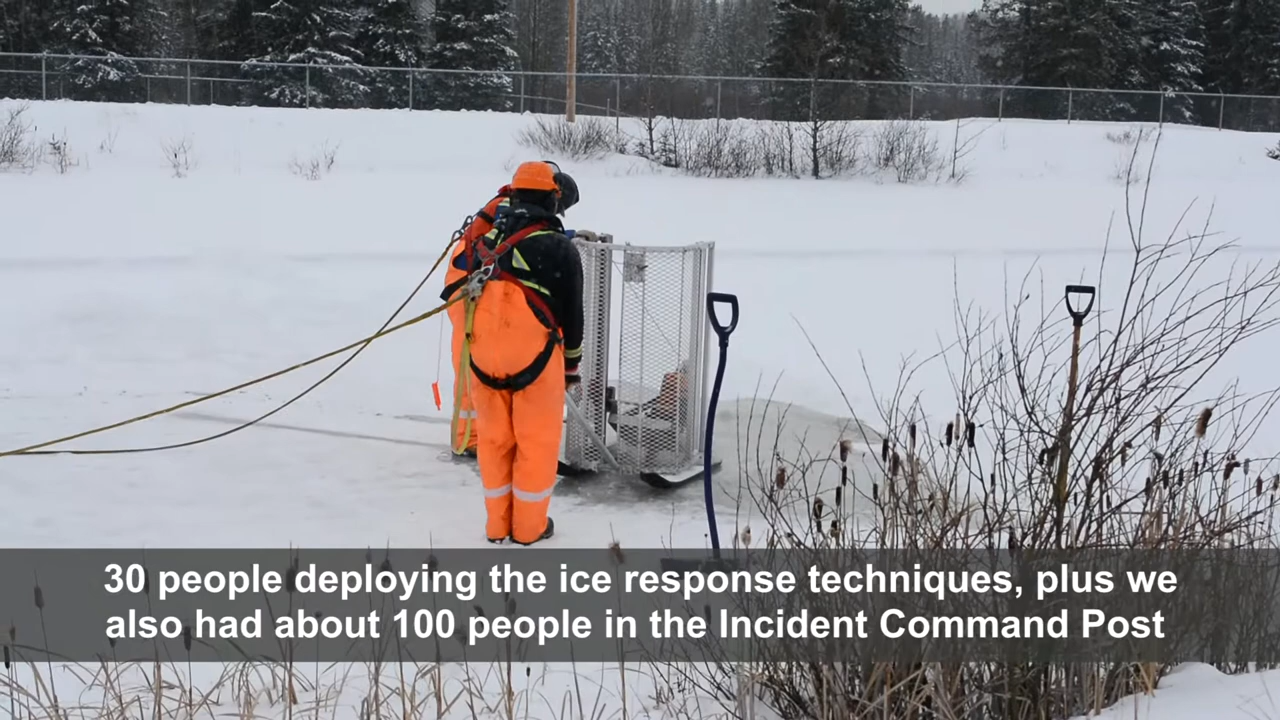 30 people deploying the ice response techniques, plus we
also had about 100 people in the Incident Command Post